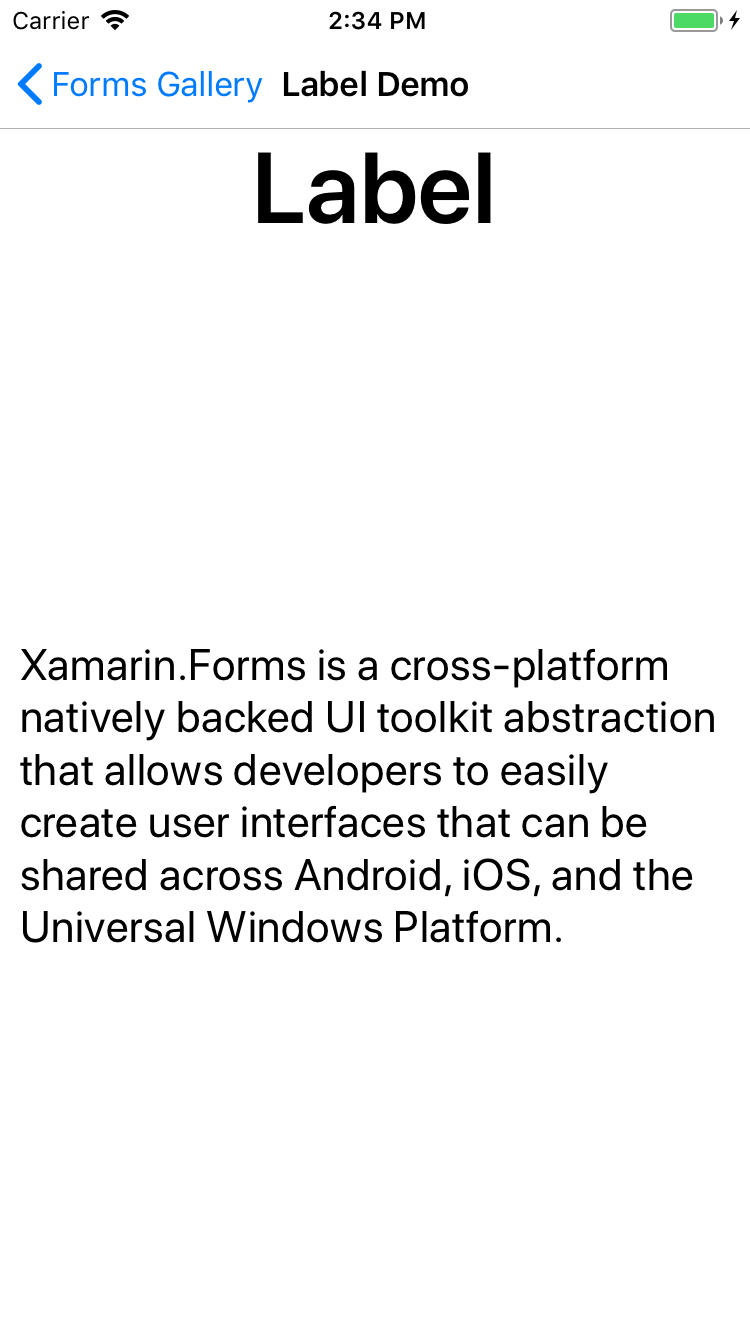 Carrier 2:34 PM
Forms Gallery Label Demo
Label
Xamarin.Forms is a cross-platform
natively backed UI toolkit abstraction
that allows developers to easily
create user interfaces that can be
shared across Android, iOS, and the
Universal Windows Platform.